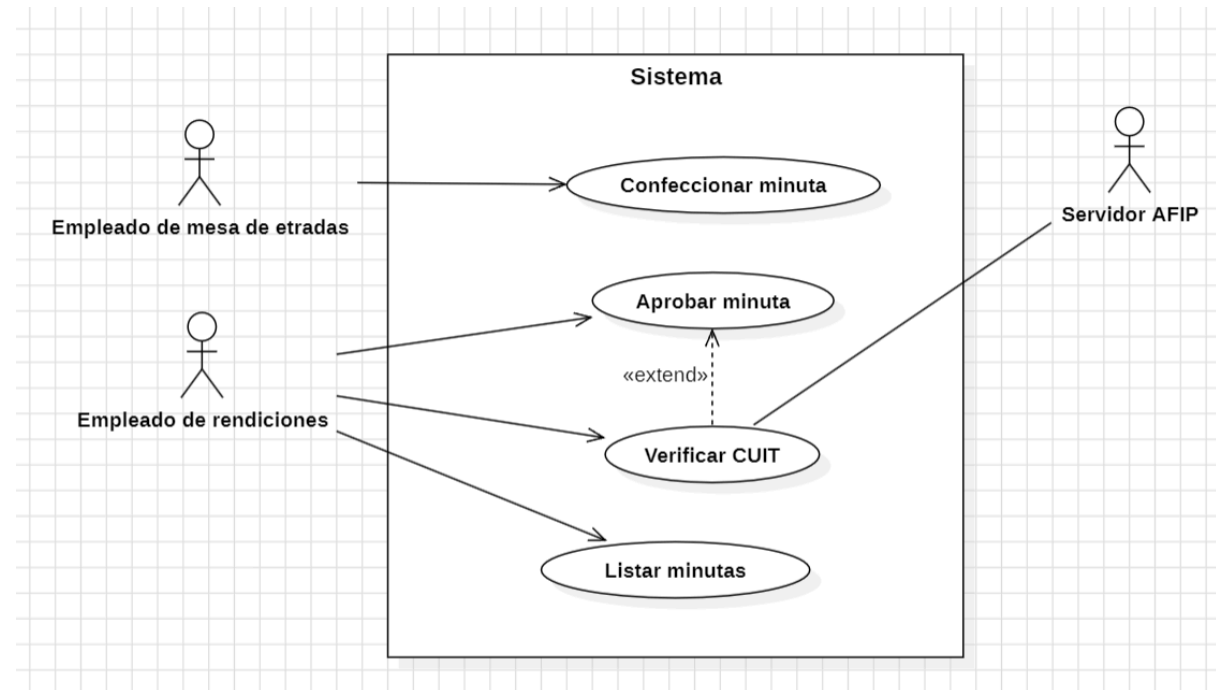 Sistema
Confeccionar minuta
Empleado de mesa de etradas
Servidor AFIP
Aprobar minuta
«extend»
Empleado de rendiciones
Verificar CUIT
Listar minutas